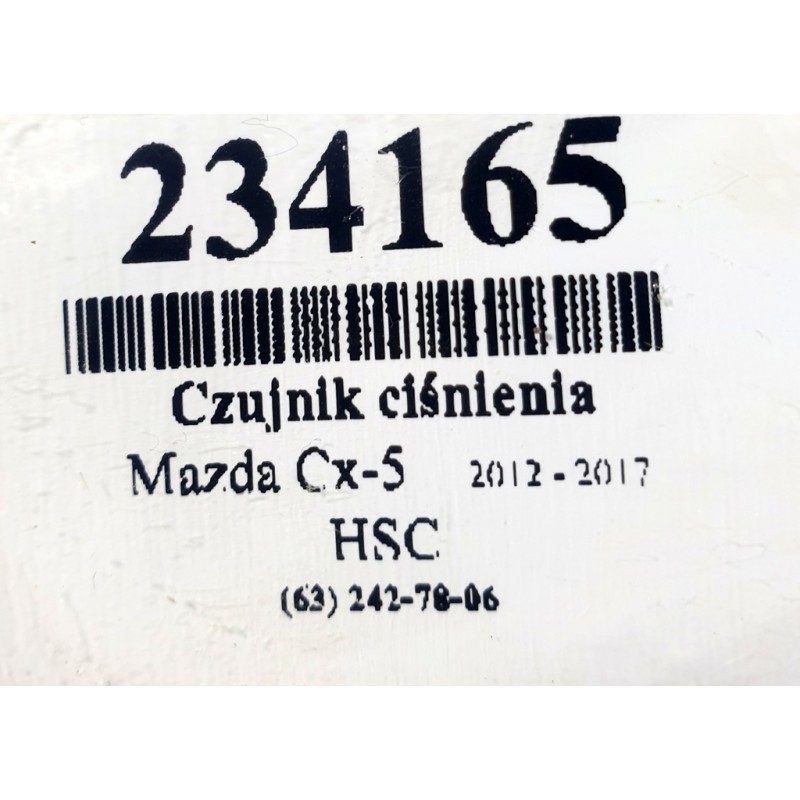 234165
Czujnik ciśnienia
Mazda Cx-5 2012-2017
HSC
(63) 242-78-06